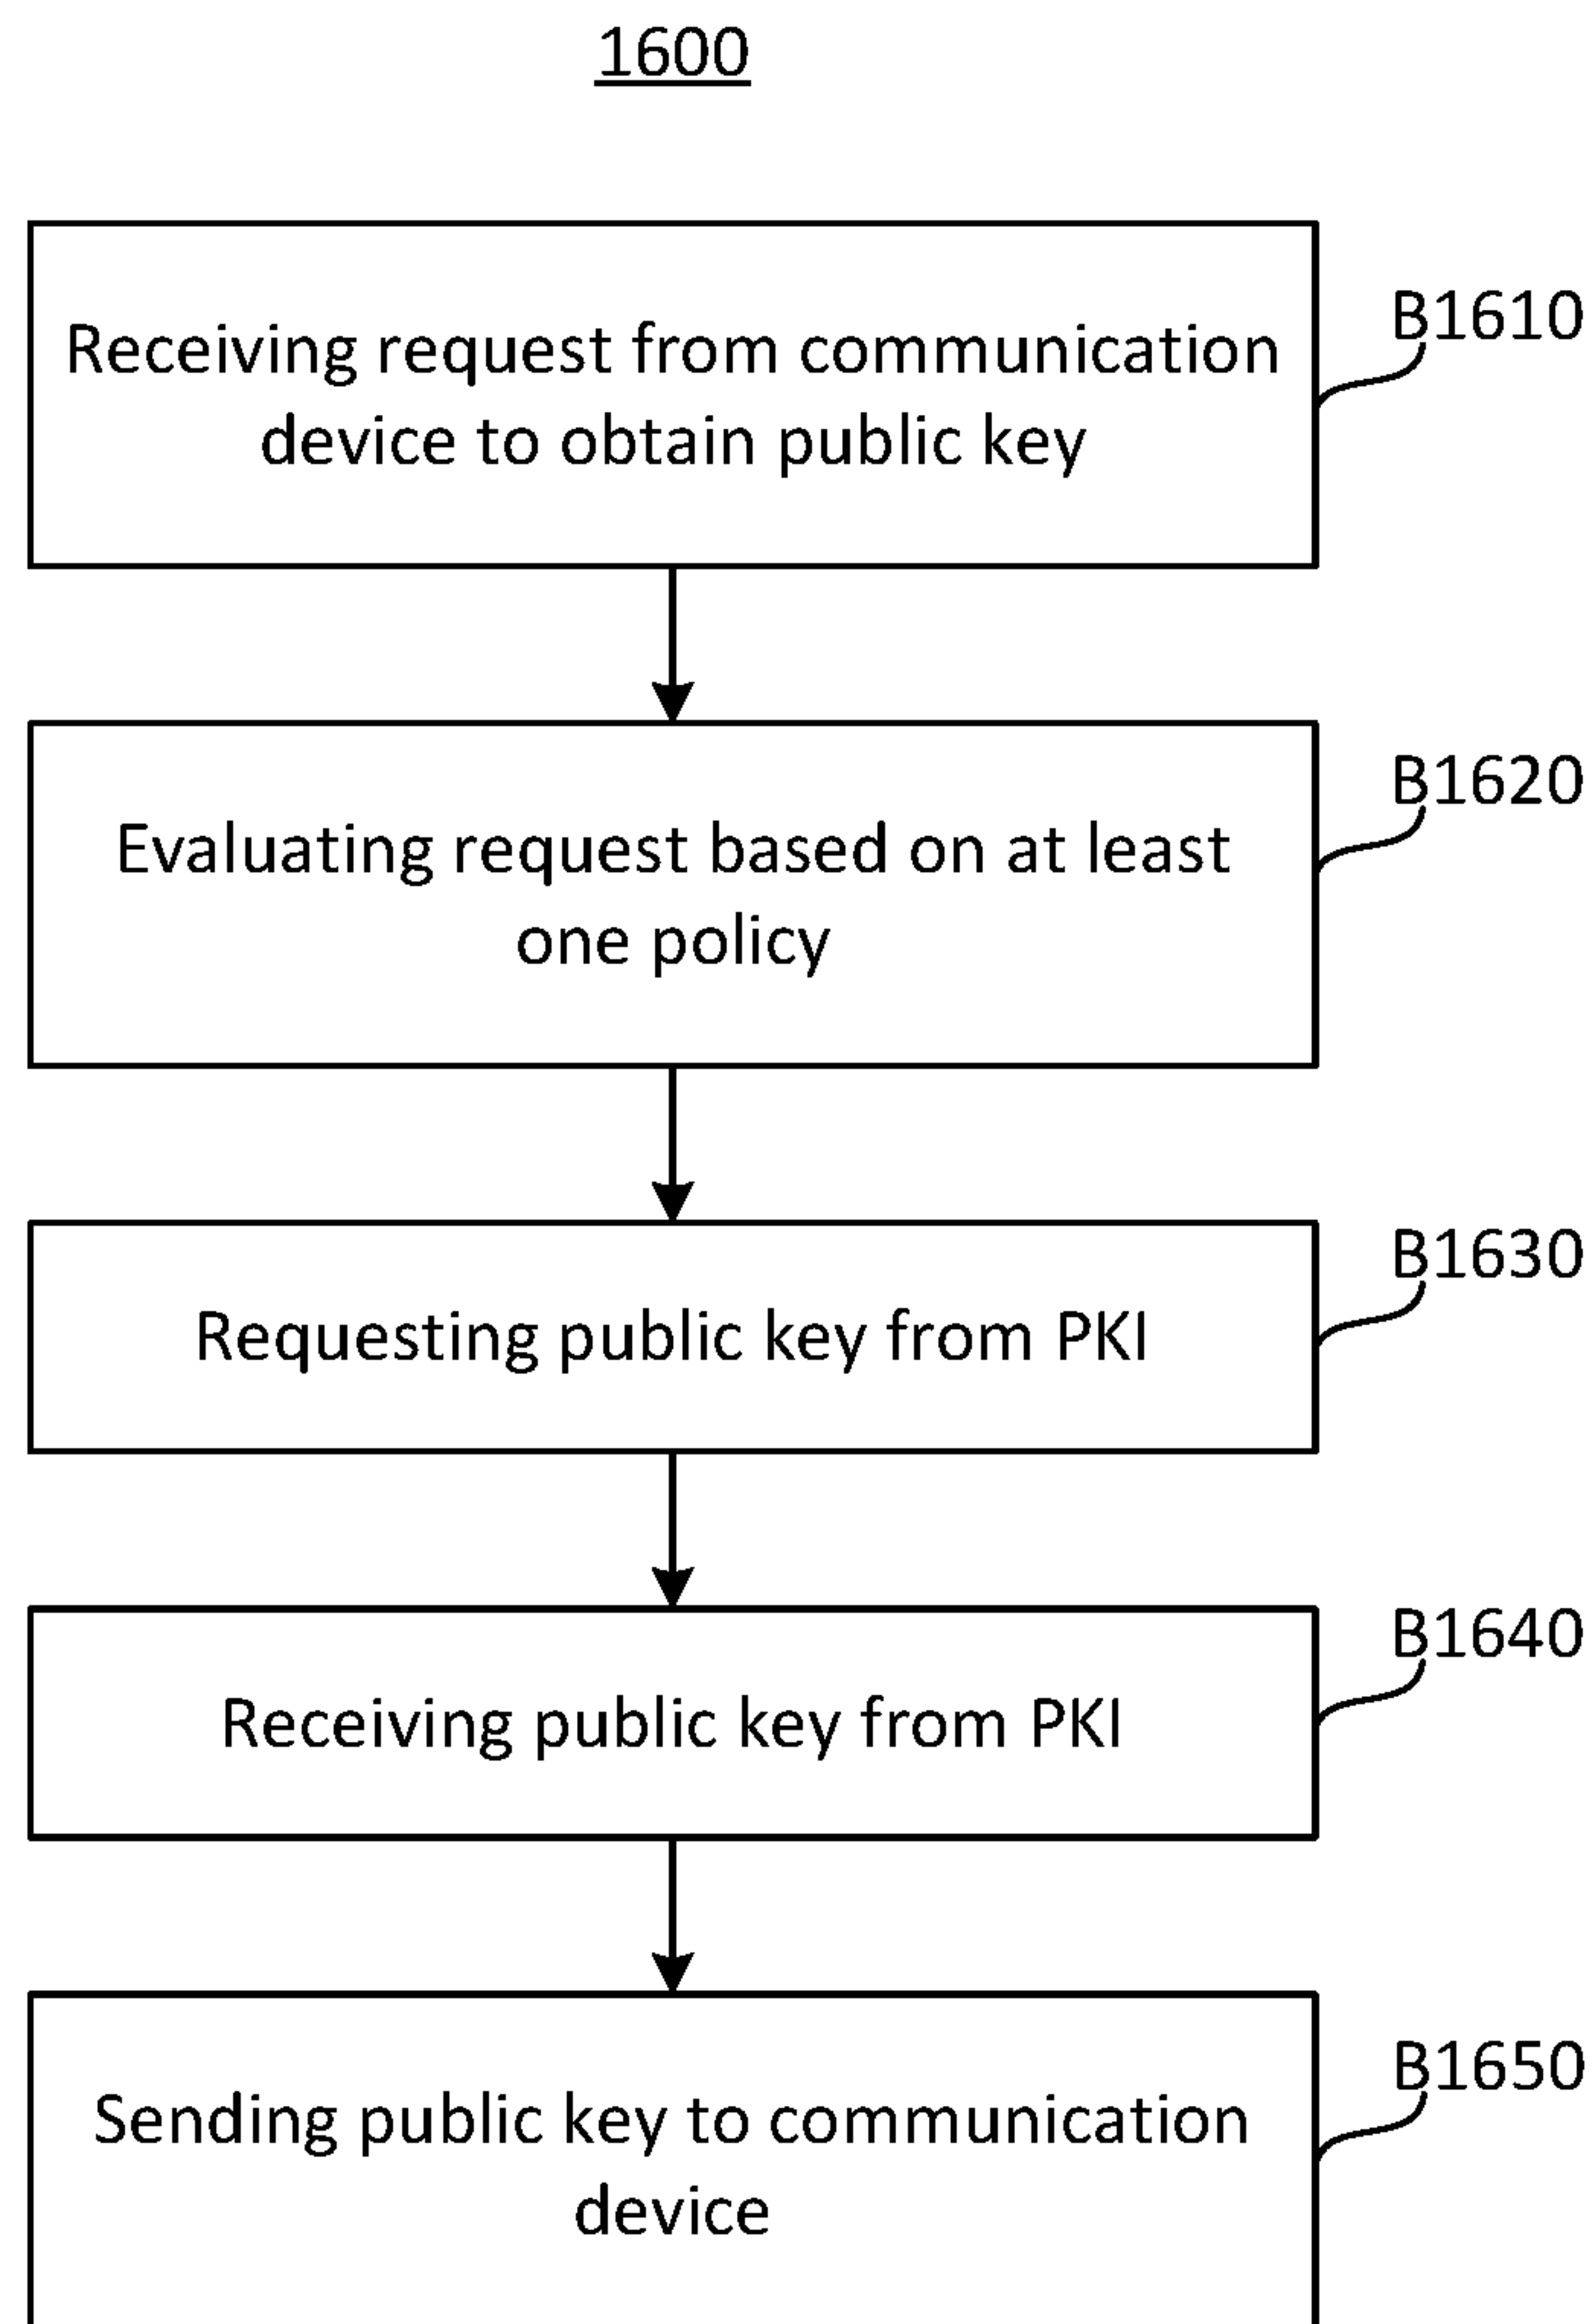 1600
Receiving request from communication
device to obtain public key
B1610
Evaluating request based on at least
one policy
B1620
Requesting public key from PKI
B1630
Receiving public key from PKI
B1640
Sending public key to communication
device
B1650